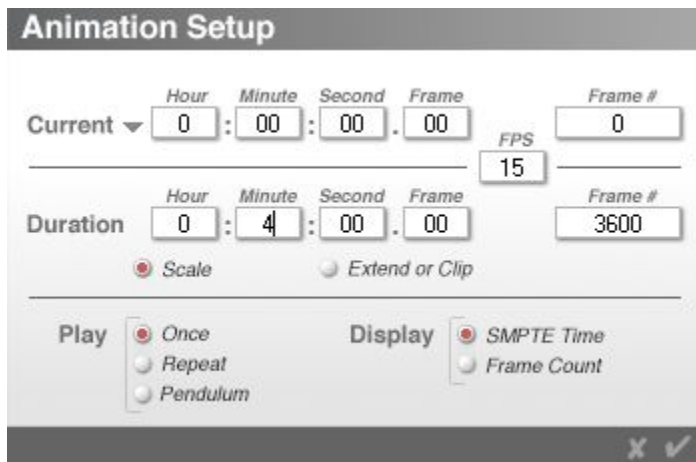 Animation Setup
Hour Minute Second Frame Frame #
Current 0 : 00 : 00 . 00 0
FPS
15
Hour Minute Second Frame Frame #
Duration 0 : 4 : 00 . 00 3600
Scale Extend or Clip
Play Once Display SMPTE Time
Repeat Frame Count
Pendulum